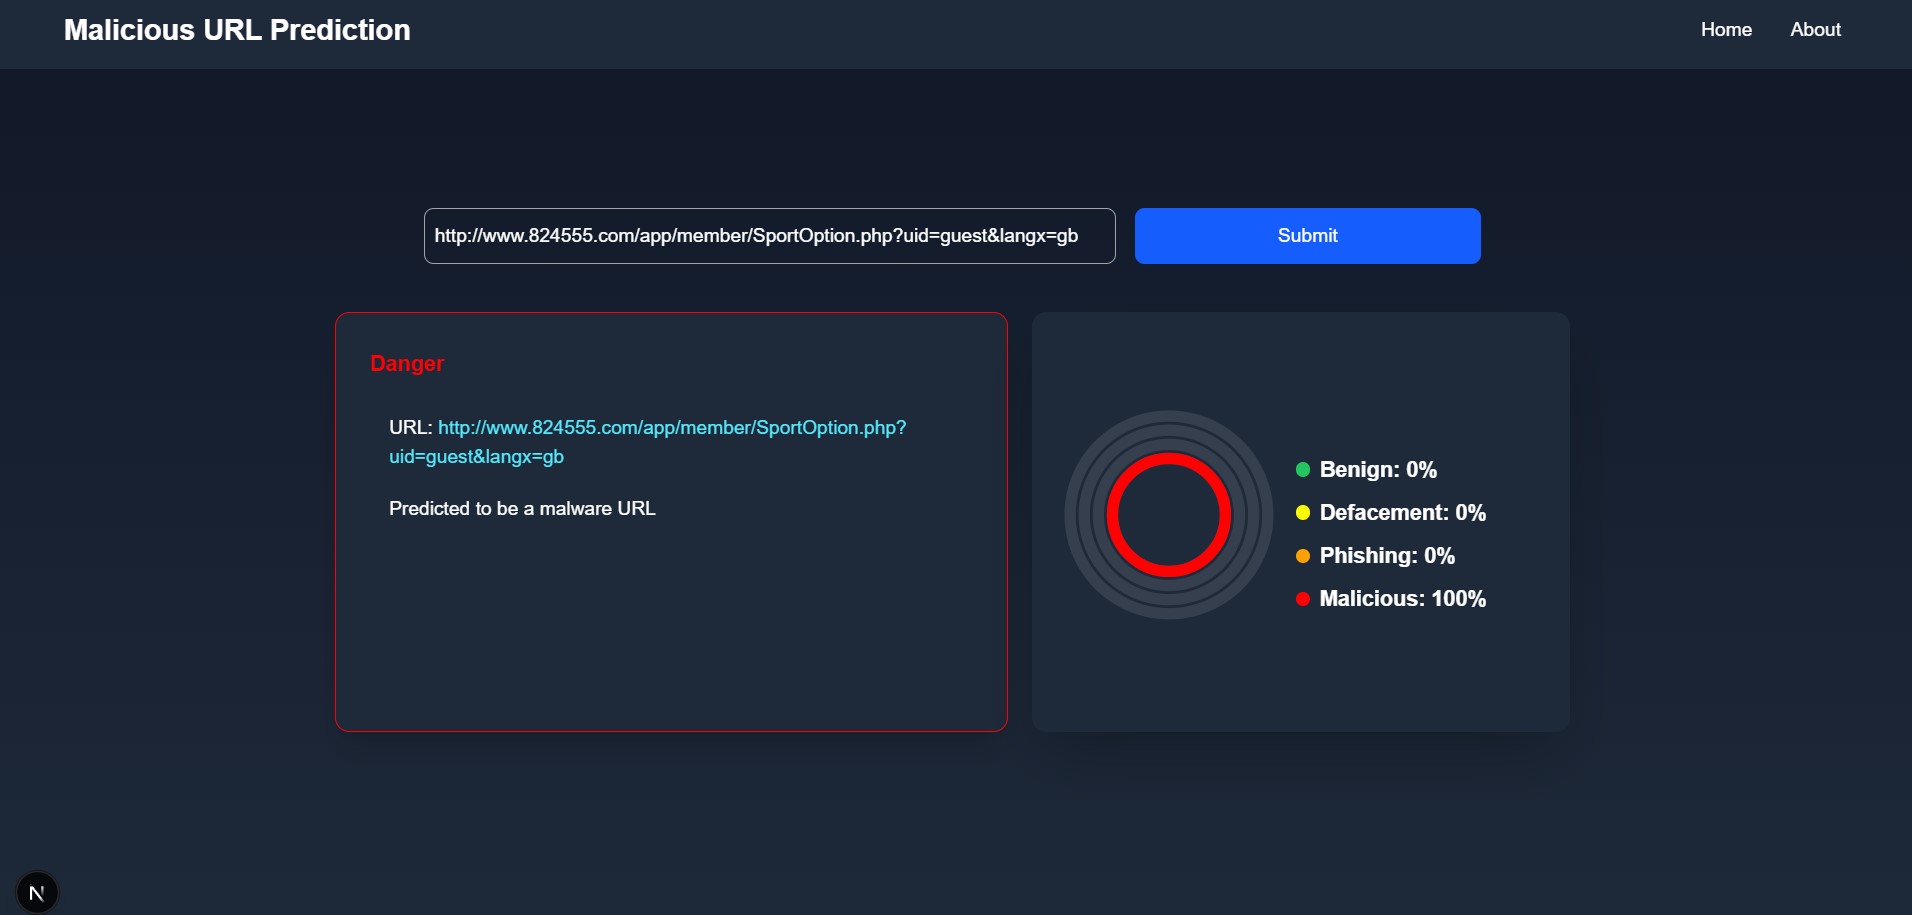 Malicious URL Prediction
Home
About
http://www.824555.com/app/member/SportOption.php?uid=guest&langx=gb
Submit
Danger
URL: http://www.824555.com/app/member/SportOption.php?
uid=guest&langx=gb
Predicted to be a malware URL
Benign: 0%
Defacement: 0%
Phishing: 0%
Malicious: 100%
N